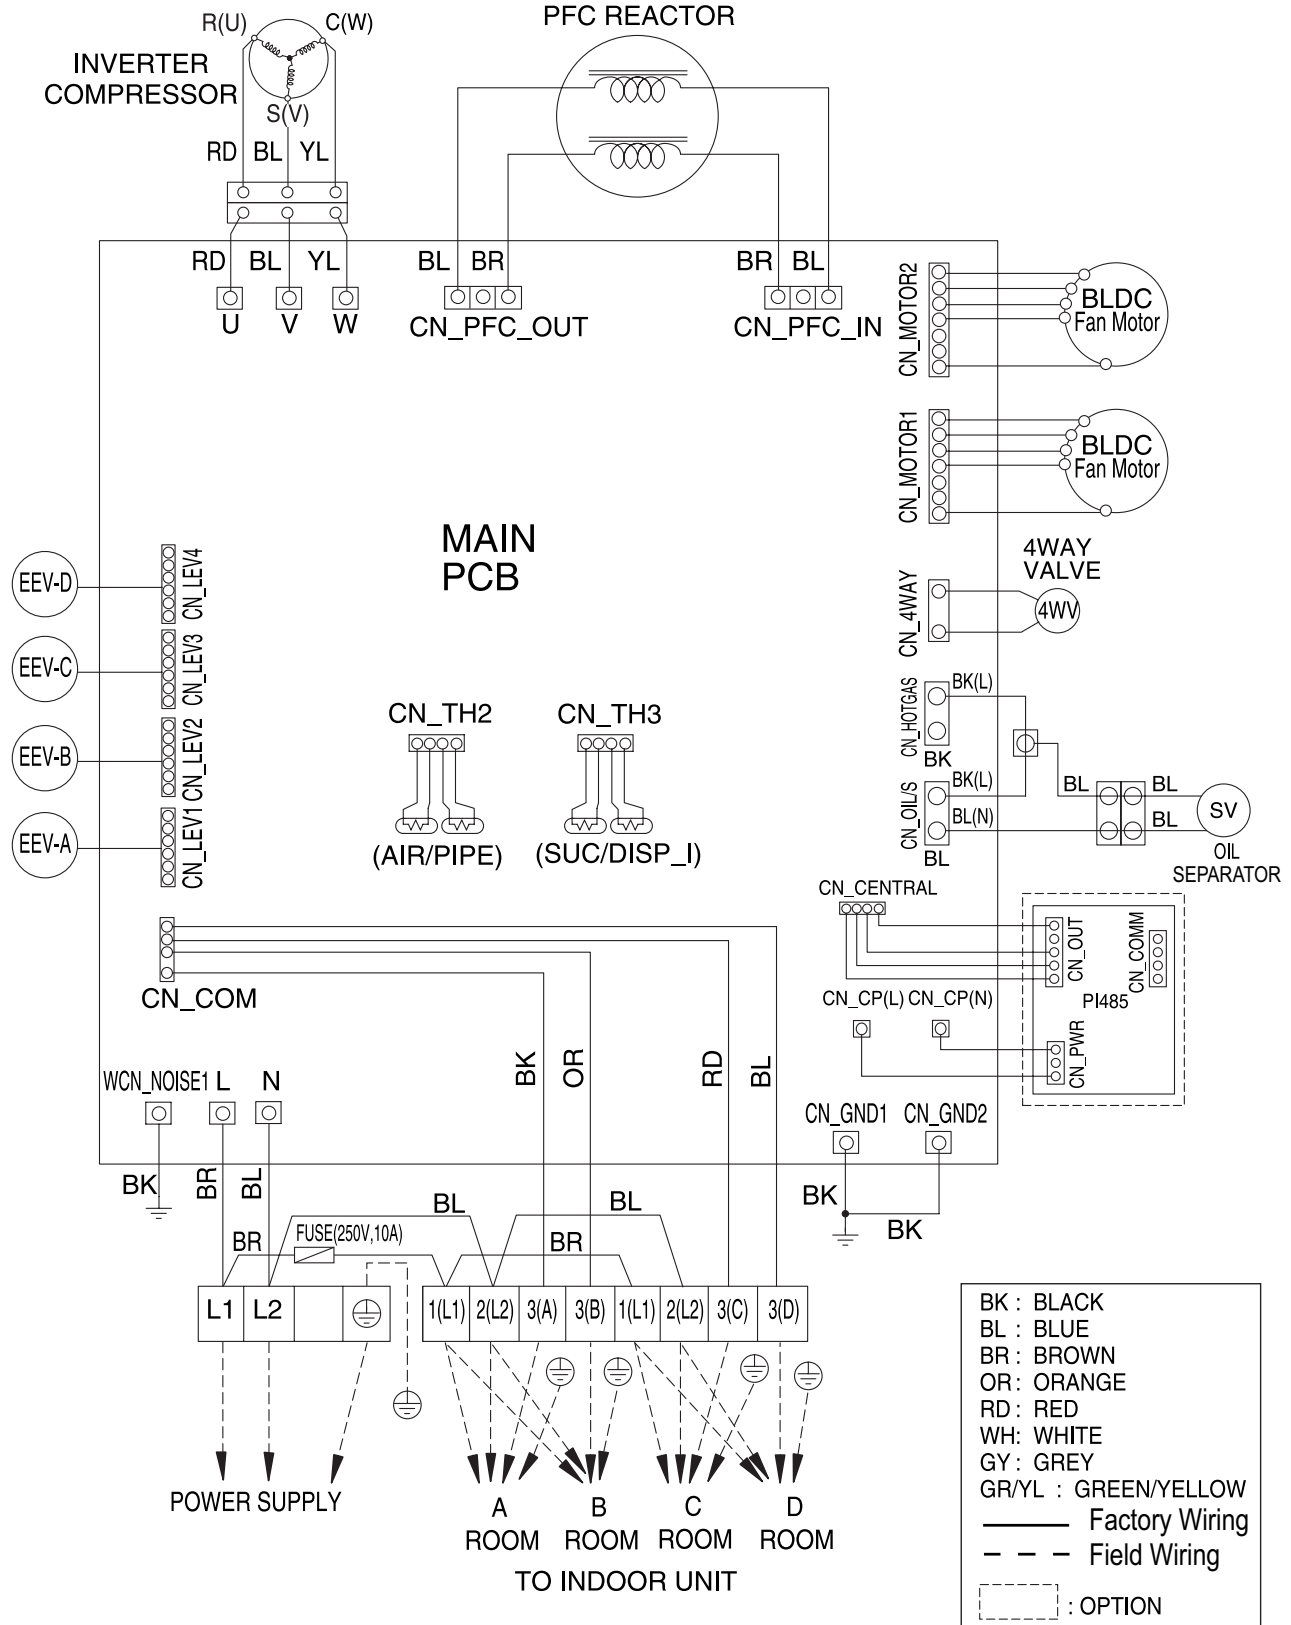 PFC REACTOR
R(U) C(W)
INVERTER
COMPRESSOR
S(V)
RD BL YL
RD BL YL
U V W
BL BR
CN_PFC_OUT
BR BL
CN_PFC_IN
CN_MOTOR2
BLDC
Fan Motor
CN_MOTOR1
BLDC
Fan Motor
MAIN
PCB
4WAY
VALVE
CN_4WAY
4WV
EEV-D
CN_LEV4
EEV-C
CN_LEV3
EEV-B
CN_LEV2
EEV-A
CN_LEV1
CN_TH2
(AIR/PIPE)
CN_TH3
(SUC/DISP_I)
CN_HOTGAS
BK(L)
BK
CN_OIL/S
BK(L)
BL(N)
BL
BL BL
BL
SV
OIL
SEPARATOR
CN_CENTRAL
CN_OUT
CN_COMM
PI485
CN_CP(L) CN_CP(N)
CN_PWR
CN_COM
BK
OR
RD
BL
WCN_NOISE1 L N
CN_GND1 CN_GND2
BK
BR
BL
BK
BK
BR
FUSE(250V,10A)
BL
BR
BL
L1 L2
1(L1) 2(L2) 3(A) 3(B) 1(L1) 2(L2) 3(C) 3(D)
POWER SUPPLY
A
ROOM
B
ROOM
C
ROOM
D
ROOM
TO INDOOR UNIT
BK : BLACK
BL : BLUE
BR : BROWN
OR : ORANGE
RD : RED
WH: WHITE
GY : GREY
GR/YL : GREEN/YELLOW
Factory Wiring
Field Wiring
: OPTION